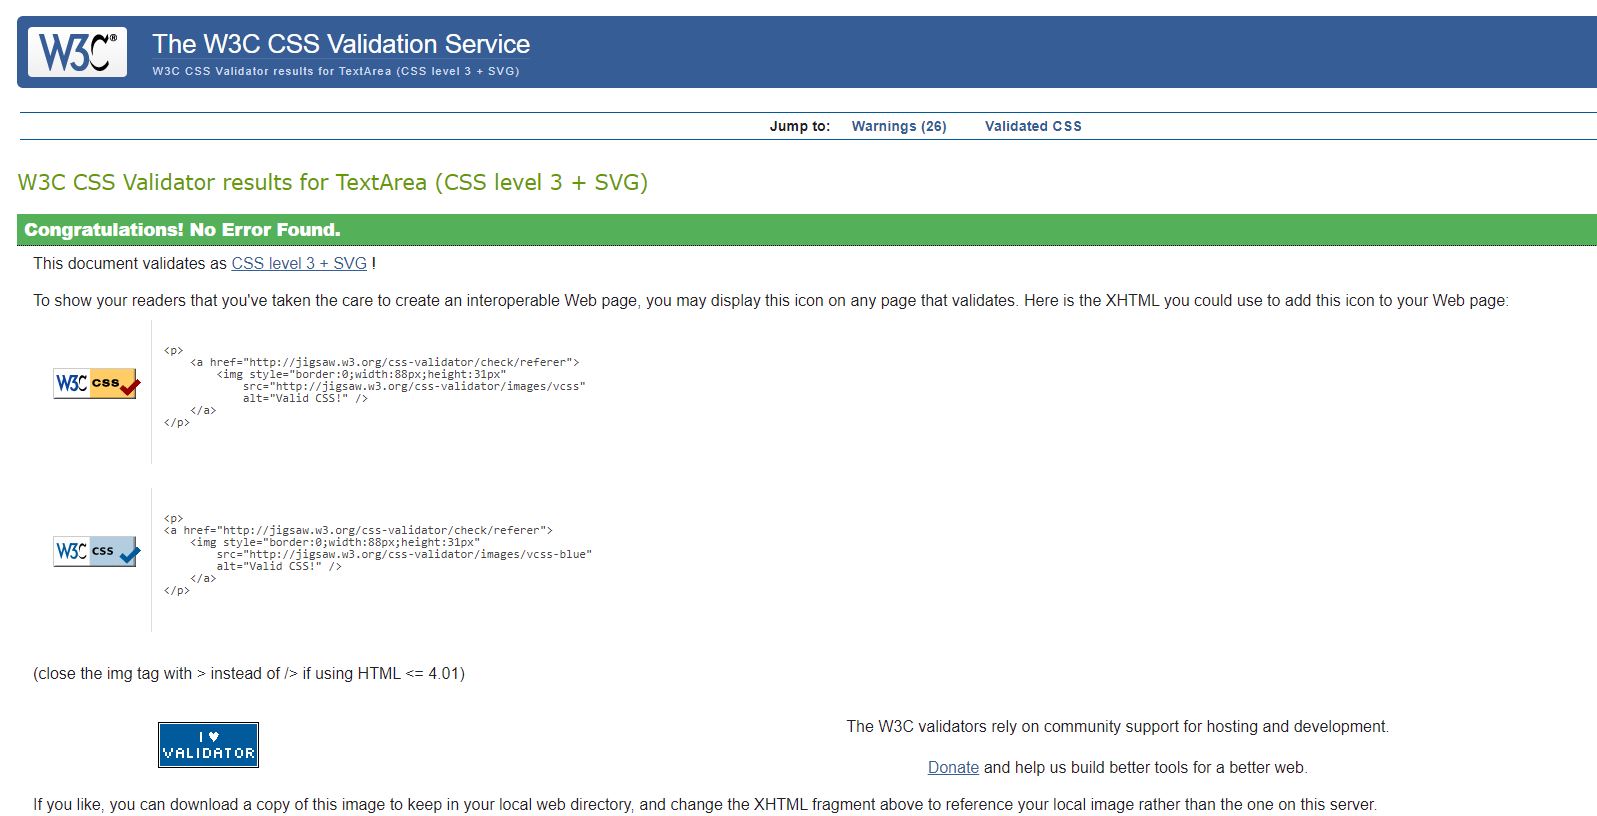 W3C®
The W3C CSS Validation Service
W3C CSS Validator results for TextArea (CSS level 3 + SVG)
Jump to: Warnings (26) Validated CSS
W3C CSS Validator results for TextArea (CSS level 3 + SVG)
Congratulations! No Error Found.
This document validates as CSS level 3 + SVG !
To show your readers that you've taken the care to create an interoperable Web page, you may display this icon on any page that validates. Here is the XHTML you could use to add this icon to your Web page:
W3C css
<p>
<a href="http://jigsaw.w3.org/css-validator/check/referer">
<img style="border:0;width:88px;height:31px"
src="http://jigsaw.w3.org/css-validator/images/vcss"
alt="Valid CSS!" />
</a>
</p>
W3C css
<p>
<a href="http://jigsaw.w3.org/css-validator/check/referer">
<img style="border:0;width:88px;height:31px"
src="http://jigsaw.w3.org/css-validator/images/vcss-blue"
alt="Valid CSS!" />
</a>
</p>
(close the img tag with > instead of /> if using HTML <= 4.01)
I ♥
VALIDATOR
The W3C validators rely on community support for hosting and development.
Donate and help us build better tools for a better web.
If you like, you can download a copy of this image to keep in your local web directory, and change the XHTML fragment above to reference your local image rather than the one on this server.